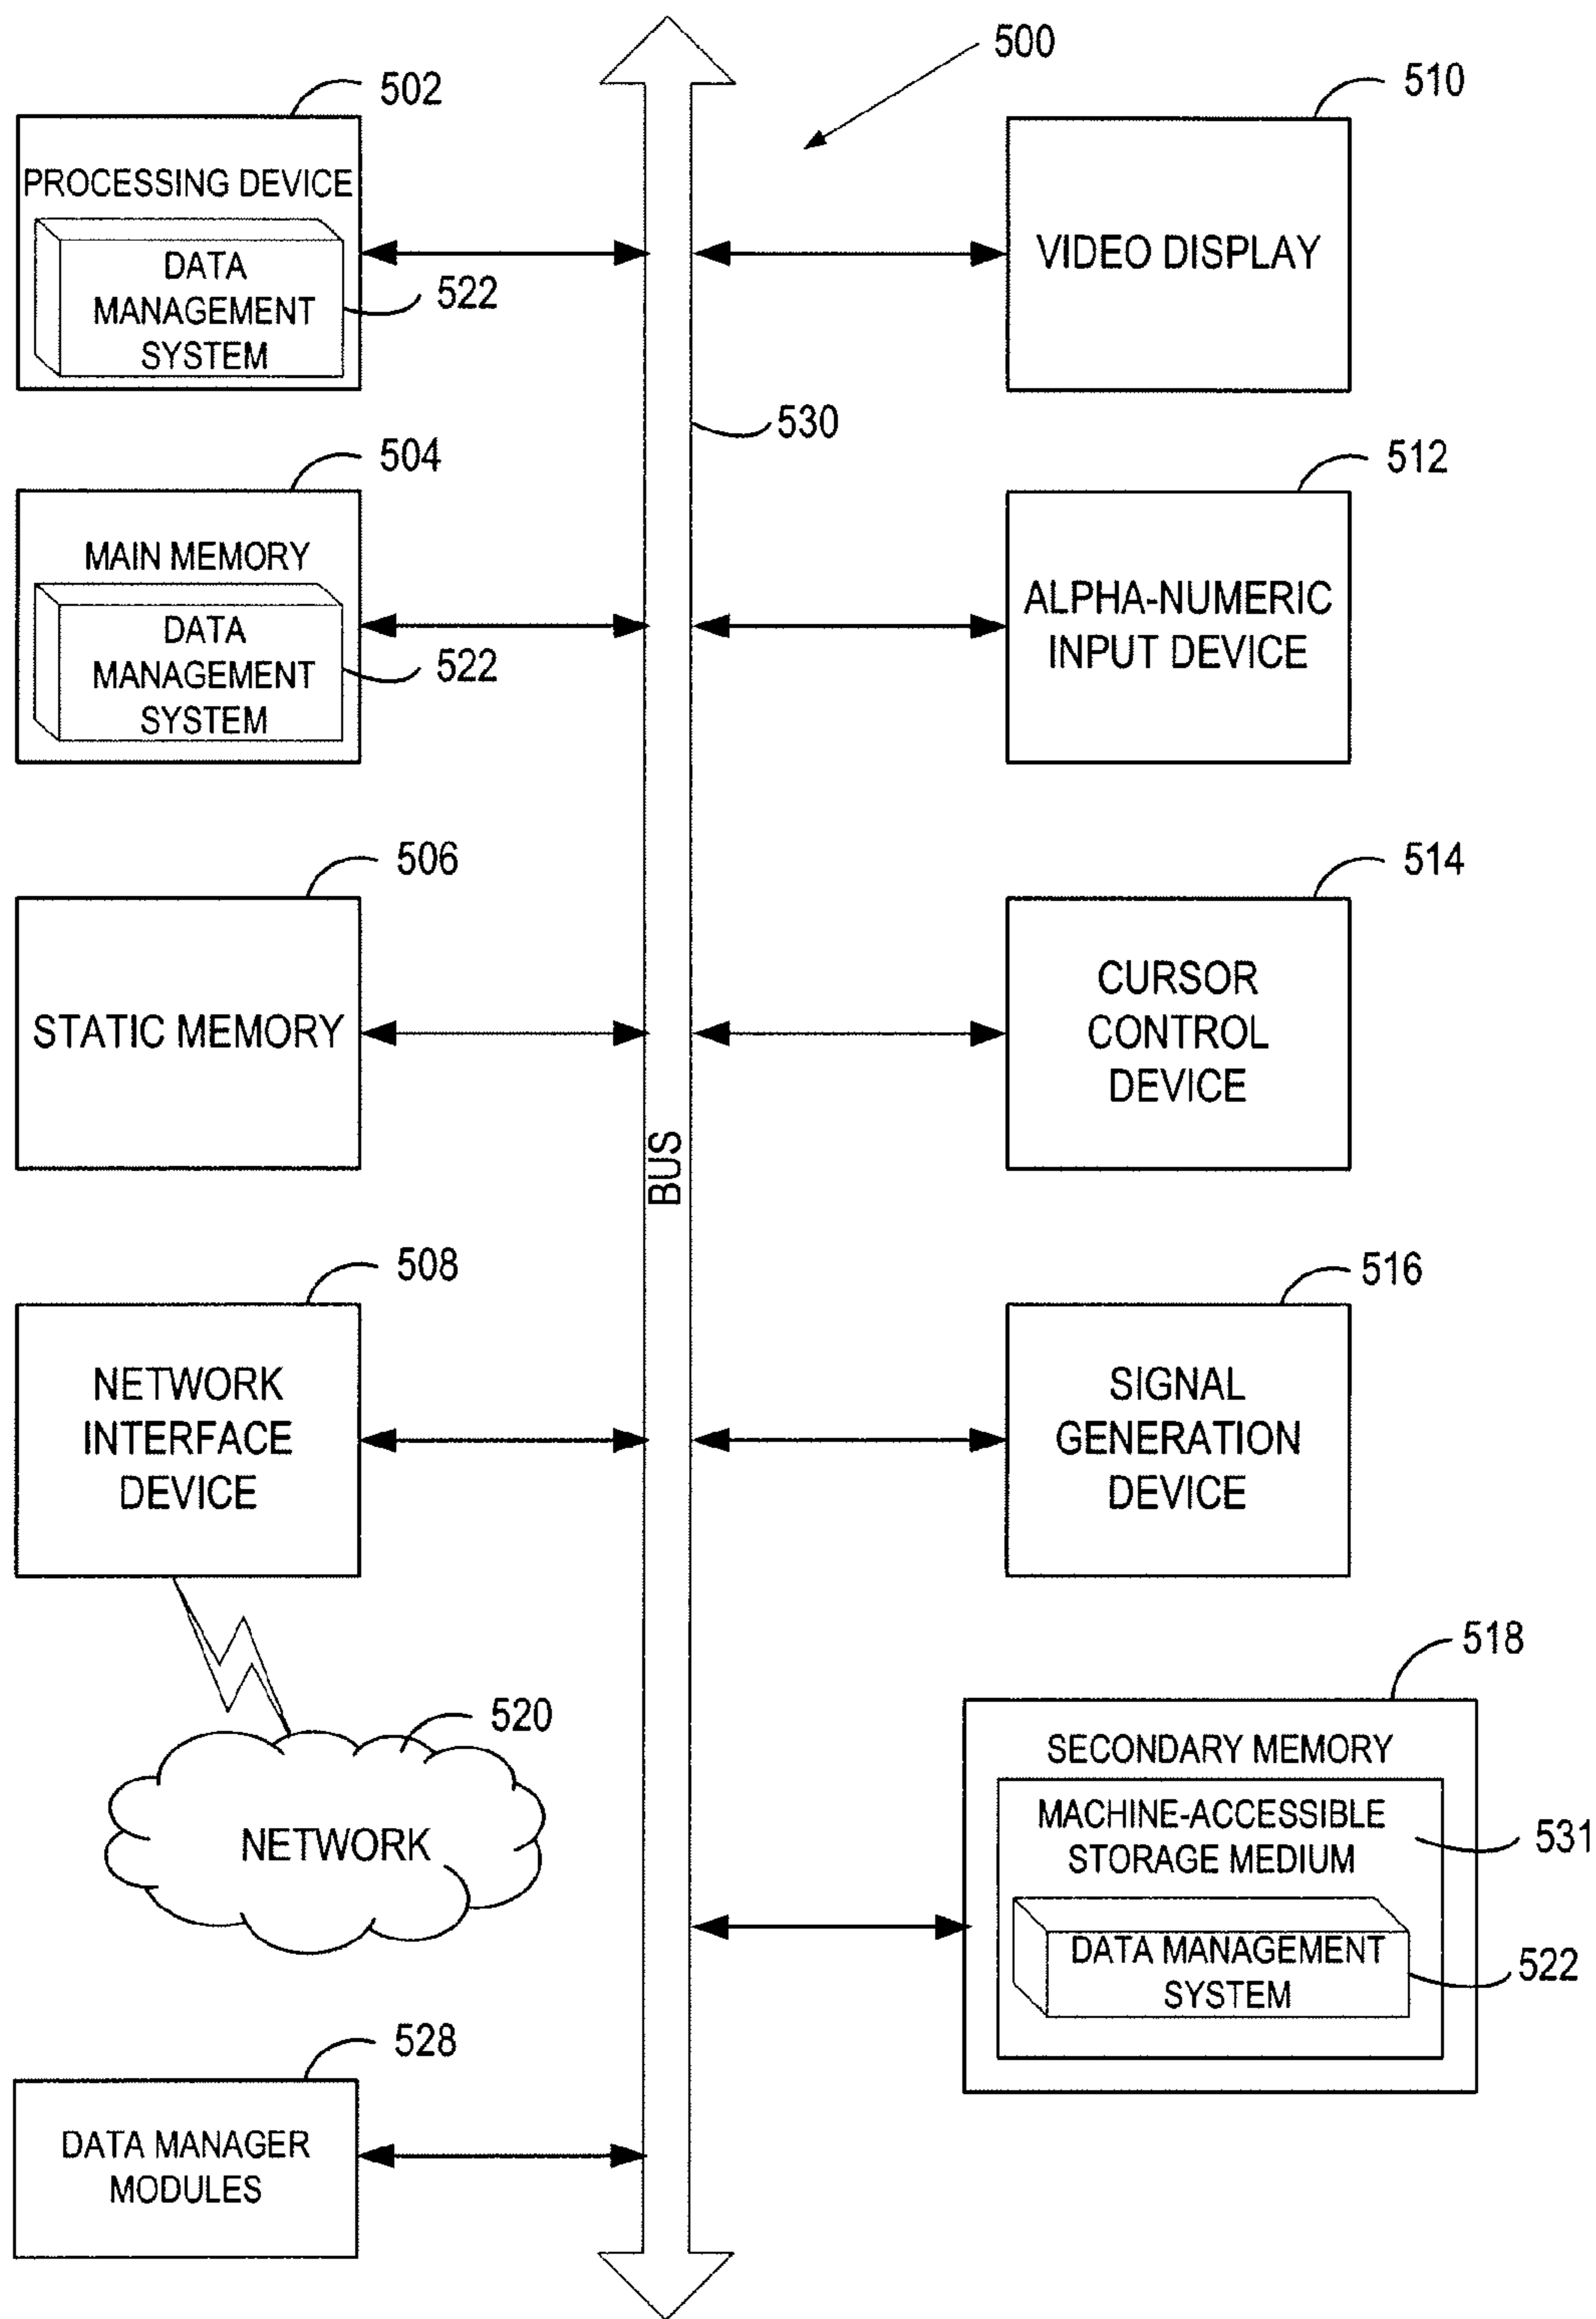 500
502
PROCESSING DEVICE
DATA
MANAGEMENT
SYSTEM
522
510
VIDEO DISPLAY
530
504
MAIN MEMORY
DATA
MANAGEMENT
SYSTEM
522
512
ALPHA-NUMERIC
INPUT DEVICE
506
STATIC MEMORY
514
CURSOR
CONTROL
DEVICE
BUS
508
NETWORK
INTERFACE
DEVICE
516
SIGNAL
GENERATION
DEVICE
520
NETWORK
518
SECONDARY MEMORY
MACHINE-ACCESSIBLE
STORAGE MEDIUM
531
DATA MANAGEMENT
SYSTEM
522
528
DATA MANAGER
MODULES